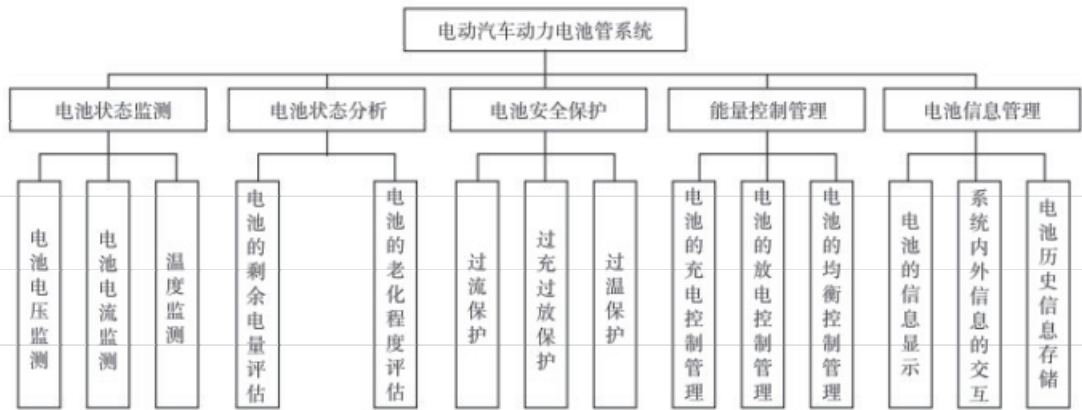 电动汽车动力电池管系统
电池状态监测
电池状态分析
电池安全保护
能量控制管理
电池信息管理
电池电压监测
电池电流监测
温度监测
电池的剩余电量评估
电池的老化程度评估
过流保护
过充过放保护
过温保护
电池的充电控制管理
电池的放电控制管理
电池的均衡控制管理
电池的信息显示
系统内外信息的交互
电池历史信息存储